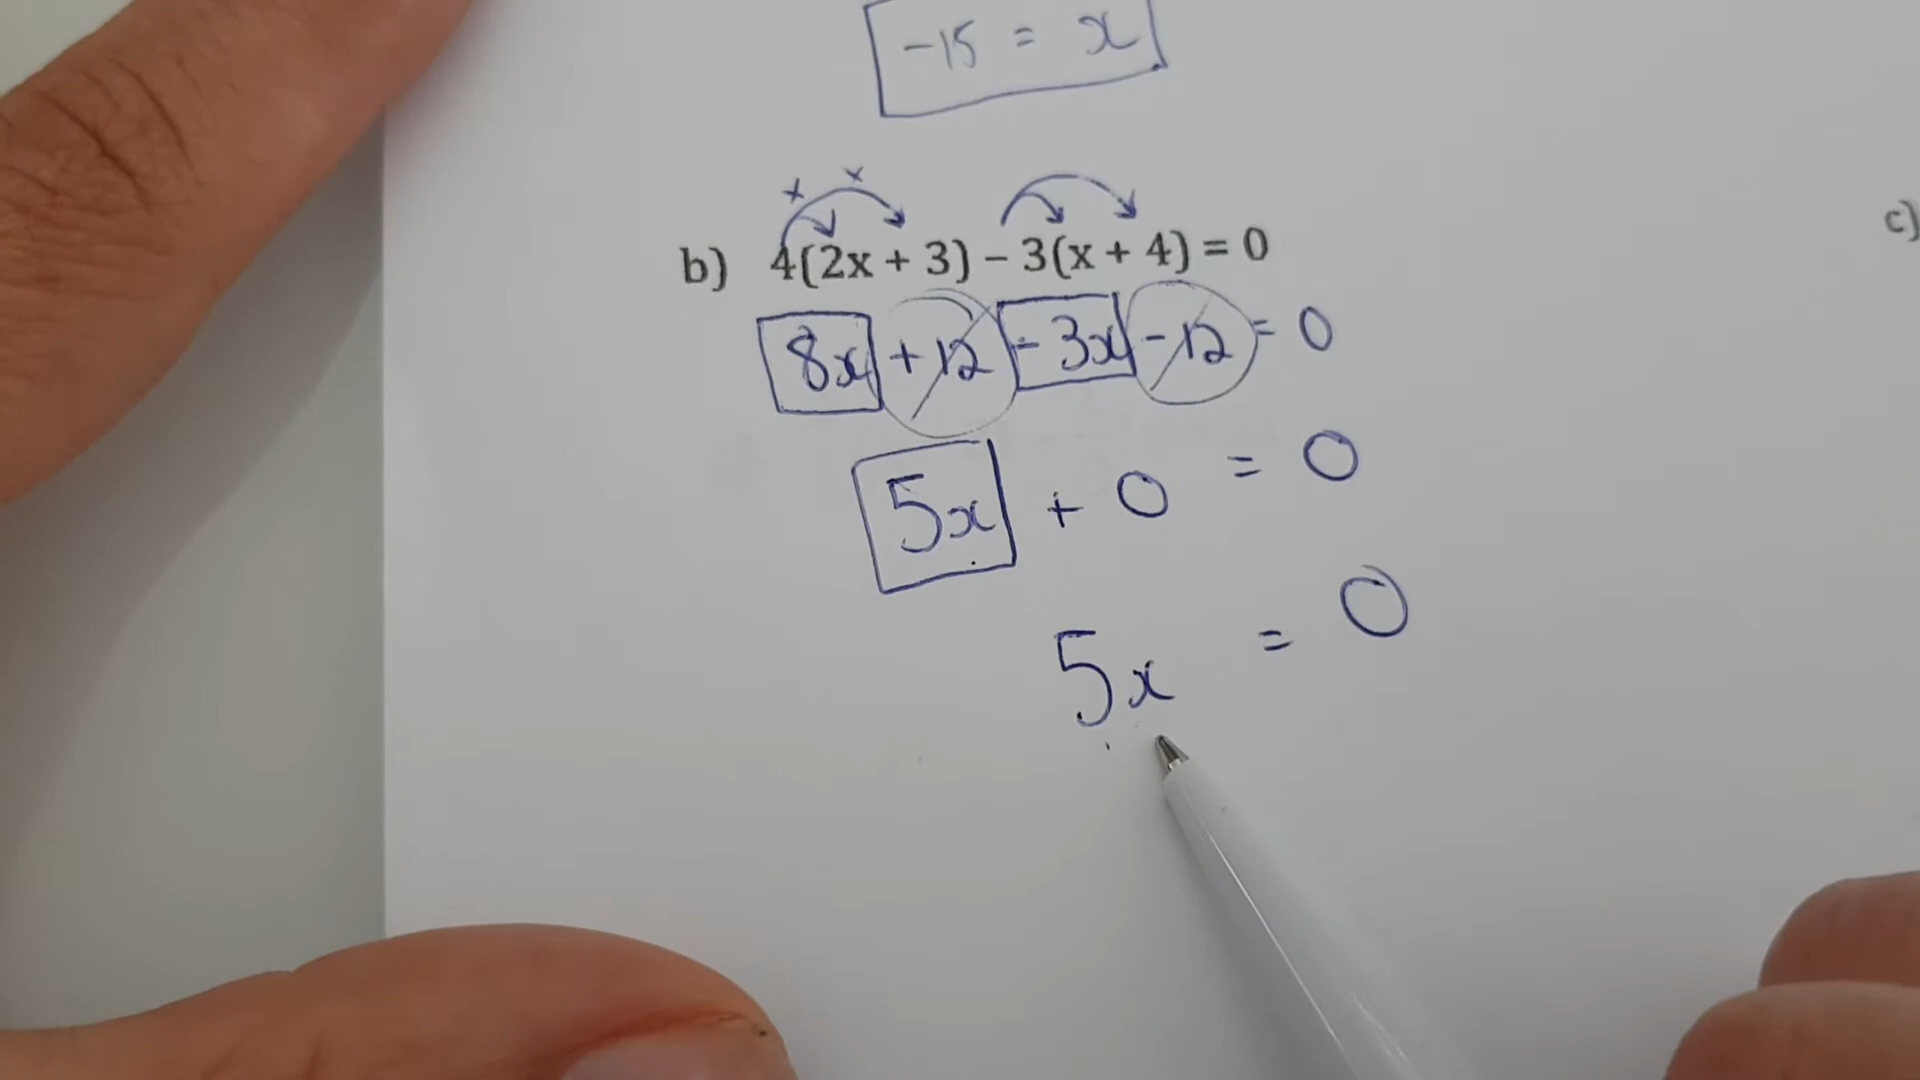 -15 = x
b) 4(2x + 3) – 3(x + 4) = 0
c)
8x + 12 - 3x - 12 = 0
5x + 0 = 0
5x = 0